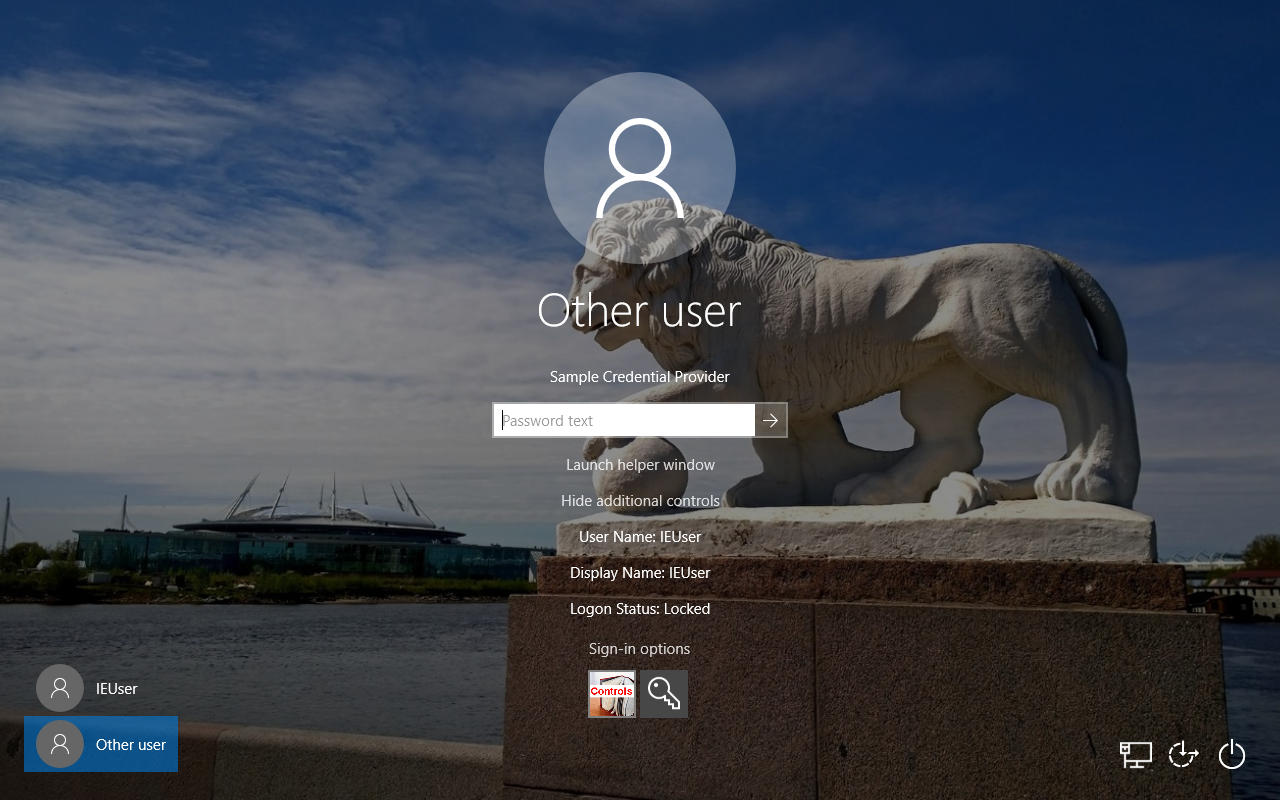 Other user
Sample Credential Provider
Password text
Launch helper window
Hide additional controls
User Name: IEUser
Display Name: IEUser
Logon Status: Locked
Sign-in options
Controls
IEUser
Other user